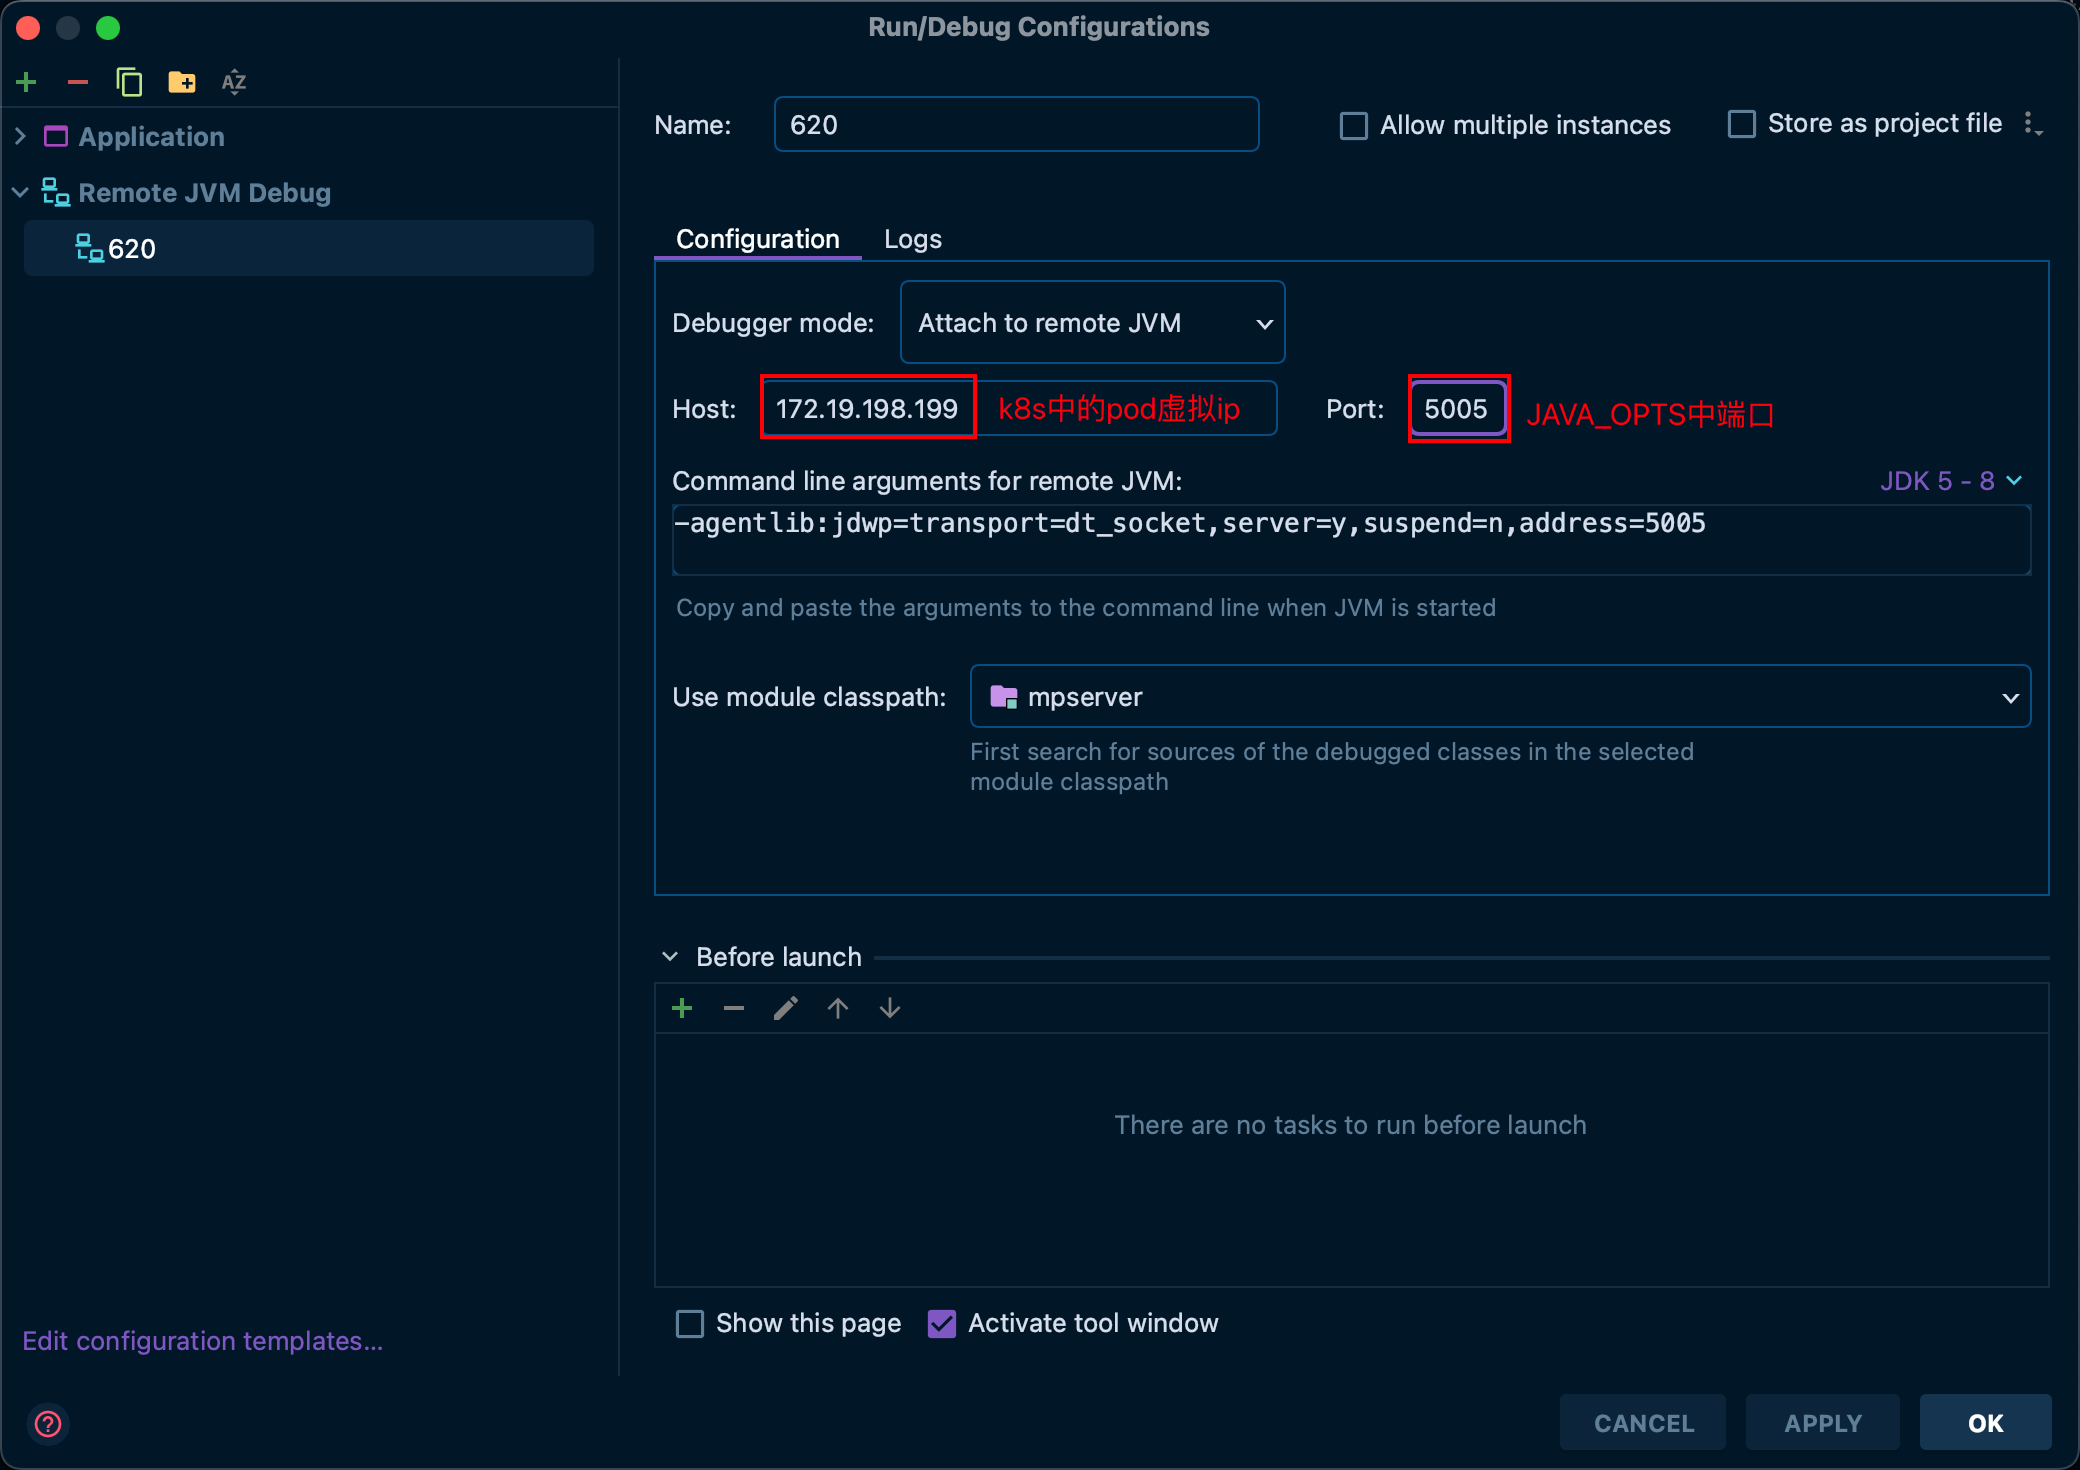 Run/Debug Configurations
Application
Remote JVM Debug
620
Edit configuration templates...
Name: 620
Allow multiple instances
Store as project file
Configuration Logs
Debugger mode: Attach to remote JVM
Host: 172.19.198.199 k8s中的pod虚拟ip Port: 5005 JAVA_OPTS中端口
Command line arguments for remote JVM: JDK 5 - 8
-agentlib:jdwp=transport=dt_socket,server=y,suspend=n,address=5005
Copy and paste the arguments to the command line when JVM is started
Use module classpath: mpserver
First search for sources of the debugged classes in the selected
module classpath
Before launch
There are no tasks to run before launch
Show this page Activate tool window
CANCEL APPLY OK